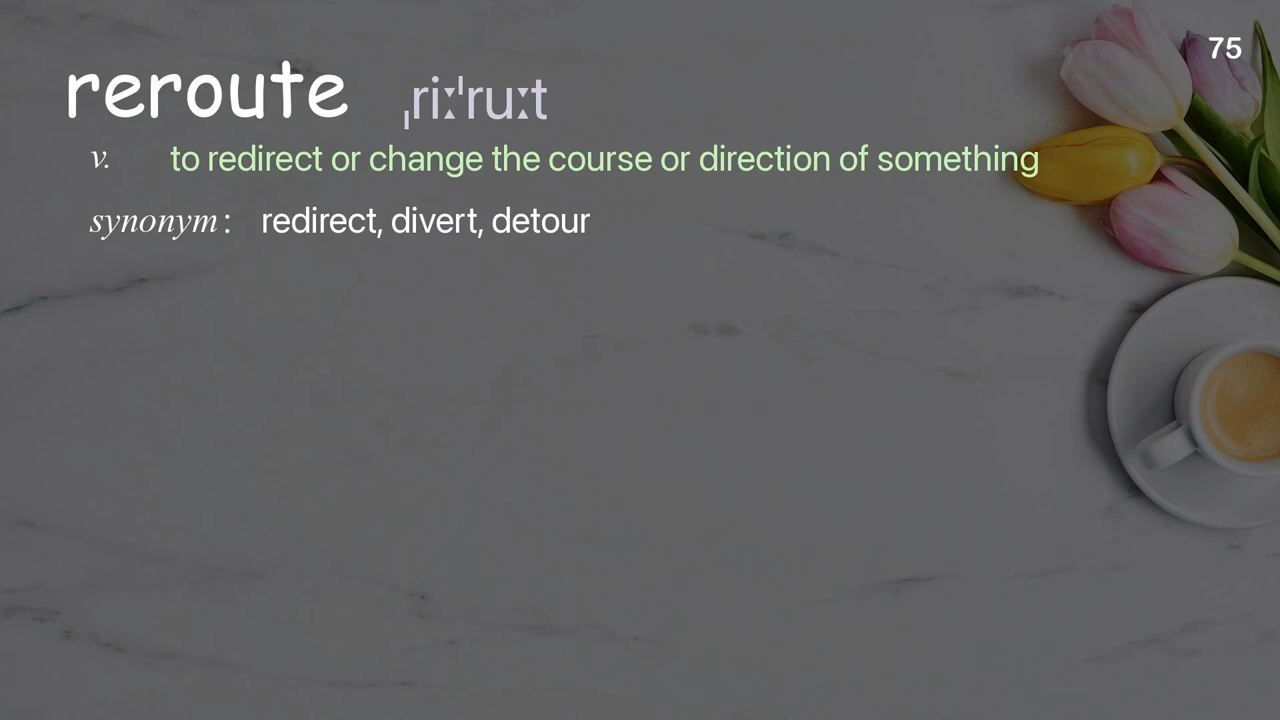 75
reroute ˌriːˈruːt
v. to redirect or change the course or direction of something
synonym: redirect, divert, detour